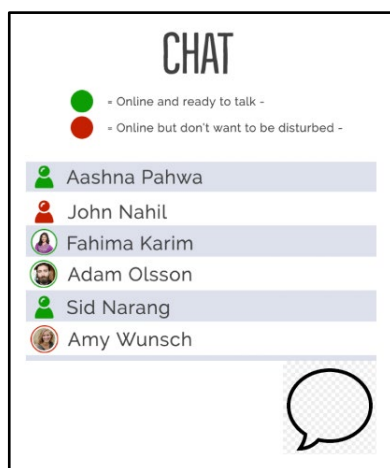 CHAT
= Online and ready to talk -
= Online but don't want to be disturbed -
Aashna Pahwa
John Nahil
Fahima Karim
Adam Olsson
Sid Narang
Amy Wunsch